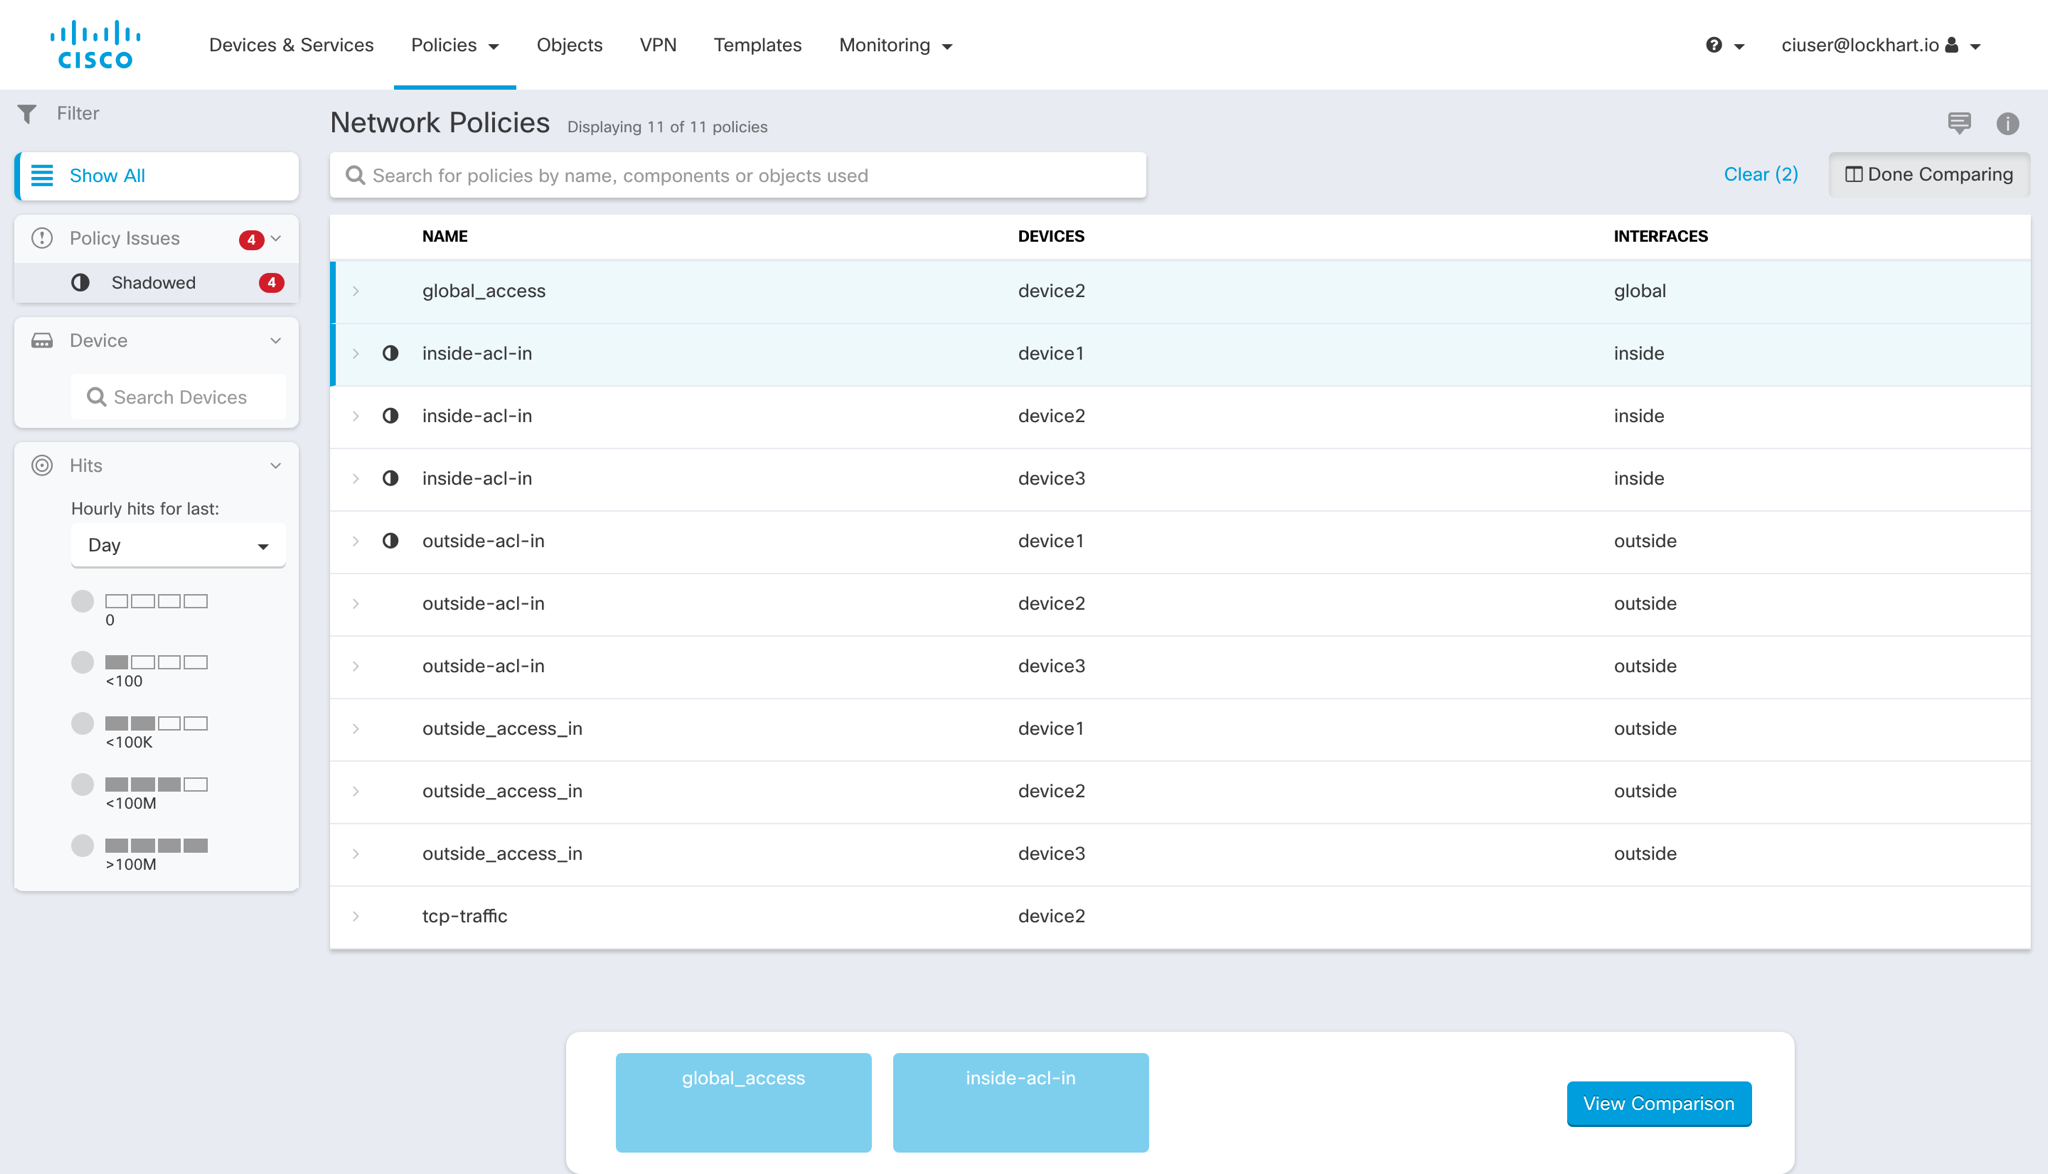 CISCO
Devices & Services
Policies
Objects
VPN
Templates
Monitoring
ciuser@lockhart.io
Filter
Show All
Policy Issues 4
Shadowed 4
Device
Search Devices
Hits
Hourly hits for last:
Day
0
<100
<100K
<100M
>100M
Network Policies Displaying 11 of 11 policies
Search for policies by name, components or objects used
Clear (2)
Done Comparing
NAME DEVICES INTERFACES
global_access device2 global
inside-acl-in device1 inside
inside-acl-in device2 inside
inside-acl-in device3 inside
outside-acl-in device1 outside
outside-acl-in device2 outside
outside-acl-in device3 outside
outside_access_in device1 outside
outside_access_in device2 outside
outside_access_in device3 outside
tcp-traffic device2
global_access
inside-acl-in
View Comparison